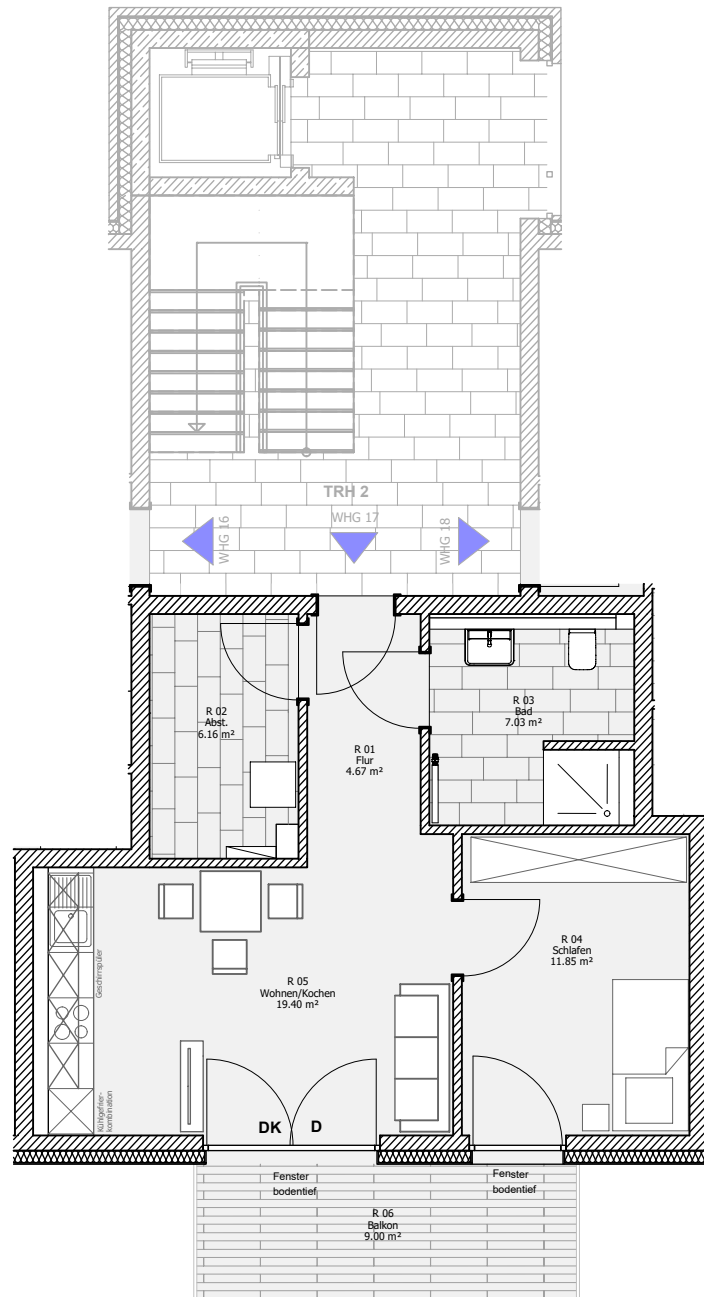 TRH 2
WHG 16
WHG 17
WHG 18
R 02
Abst.
6.16 m²
R 03
Bad
7.03 m²
R 01
Flur
4.67 m²
R 04
Schlafen
11.85 m²
R 05
Wohnen/Kochen
19.40 m²
Geschirrspüler
Kühlgefrier-
kombination
DK
D
Fenster
bodentief
Fenster
bodentief
R 06
Balkon
9.00 m²